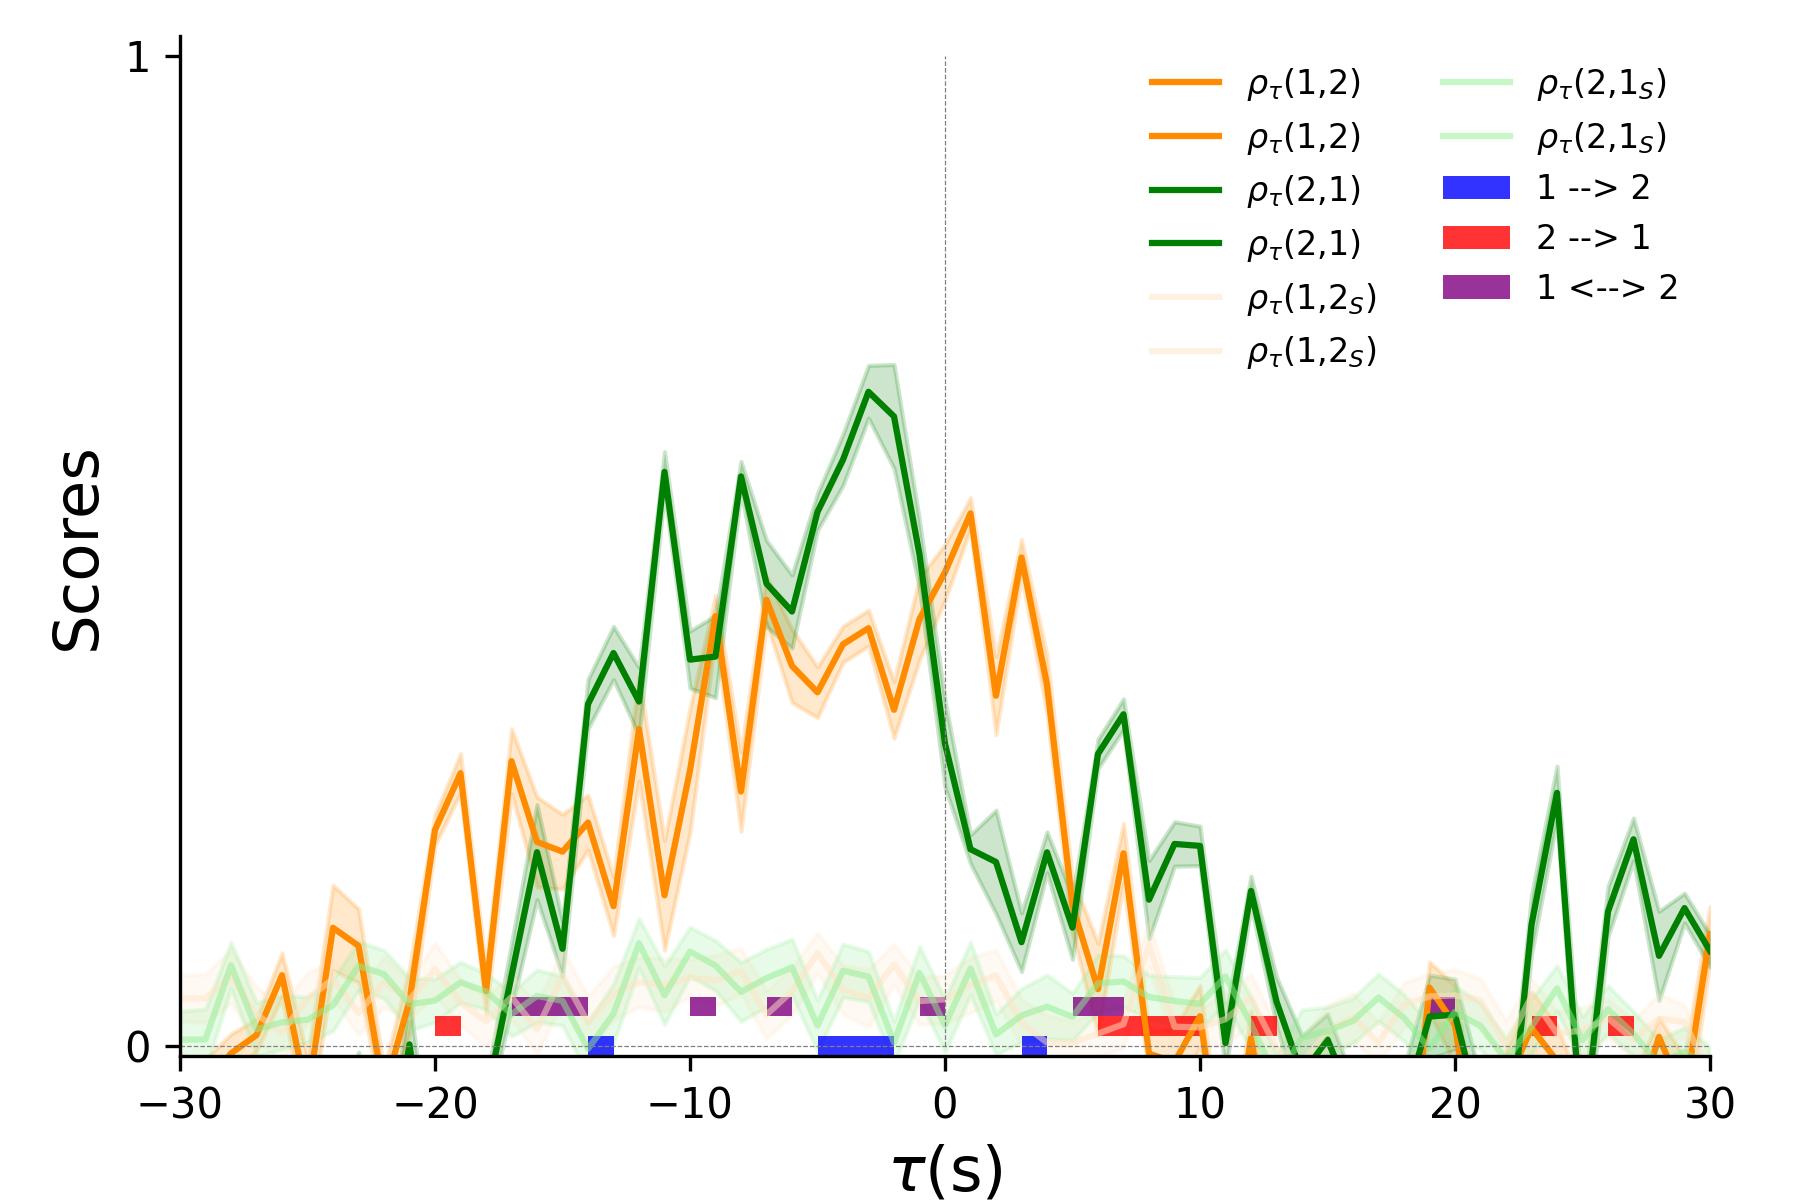 1
Scores
0
ρτ(1,2)
ρτ(1,2)
ρτ(2,1)
ρτ(2,1)
ρτ(1,2S)
ρτ(1,2S)
ρτ(2,1S)
ρτ(2,1S)
1 --> 2
2 --> 1
1 <--> 2
−30 −20 −10 0 10 20 30
τ(s)